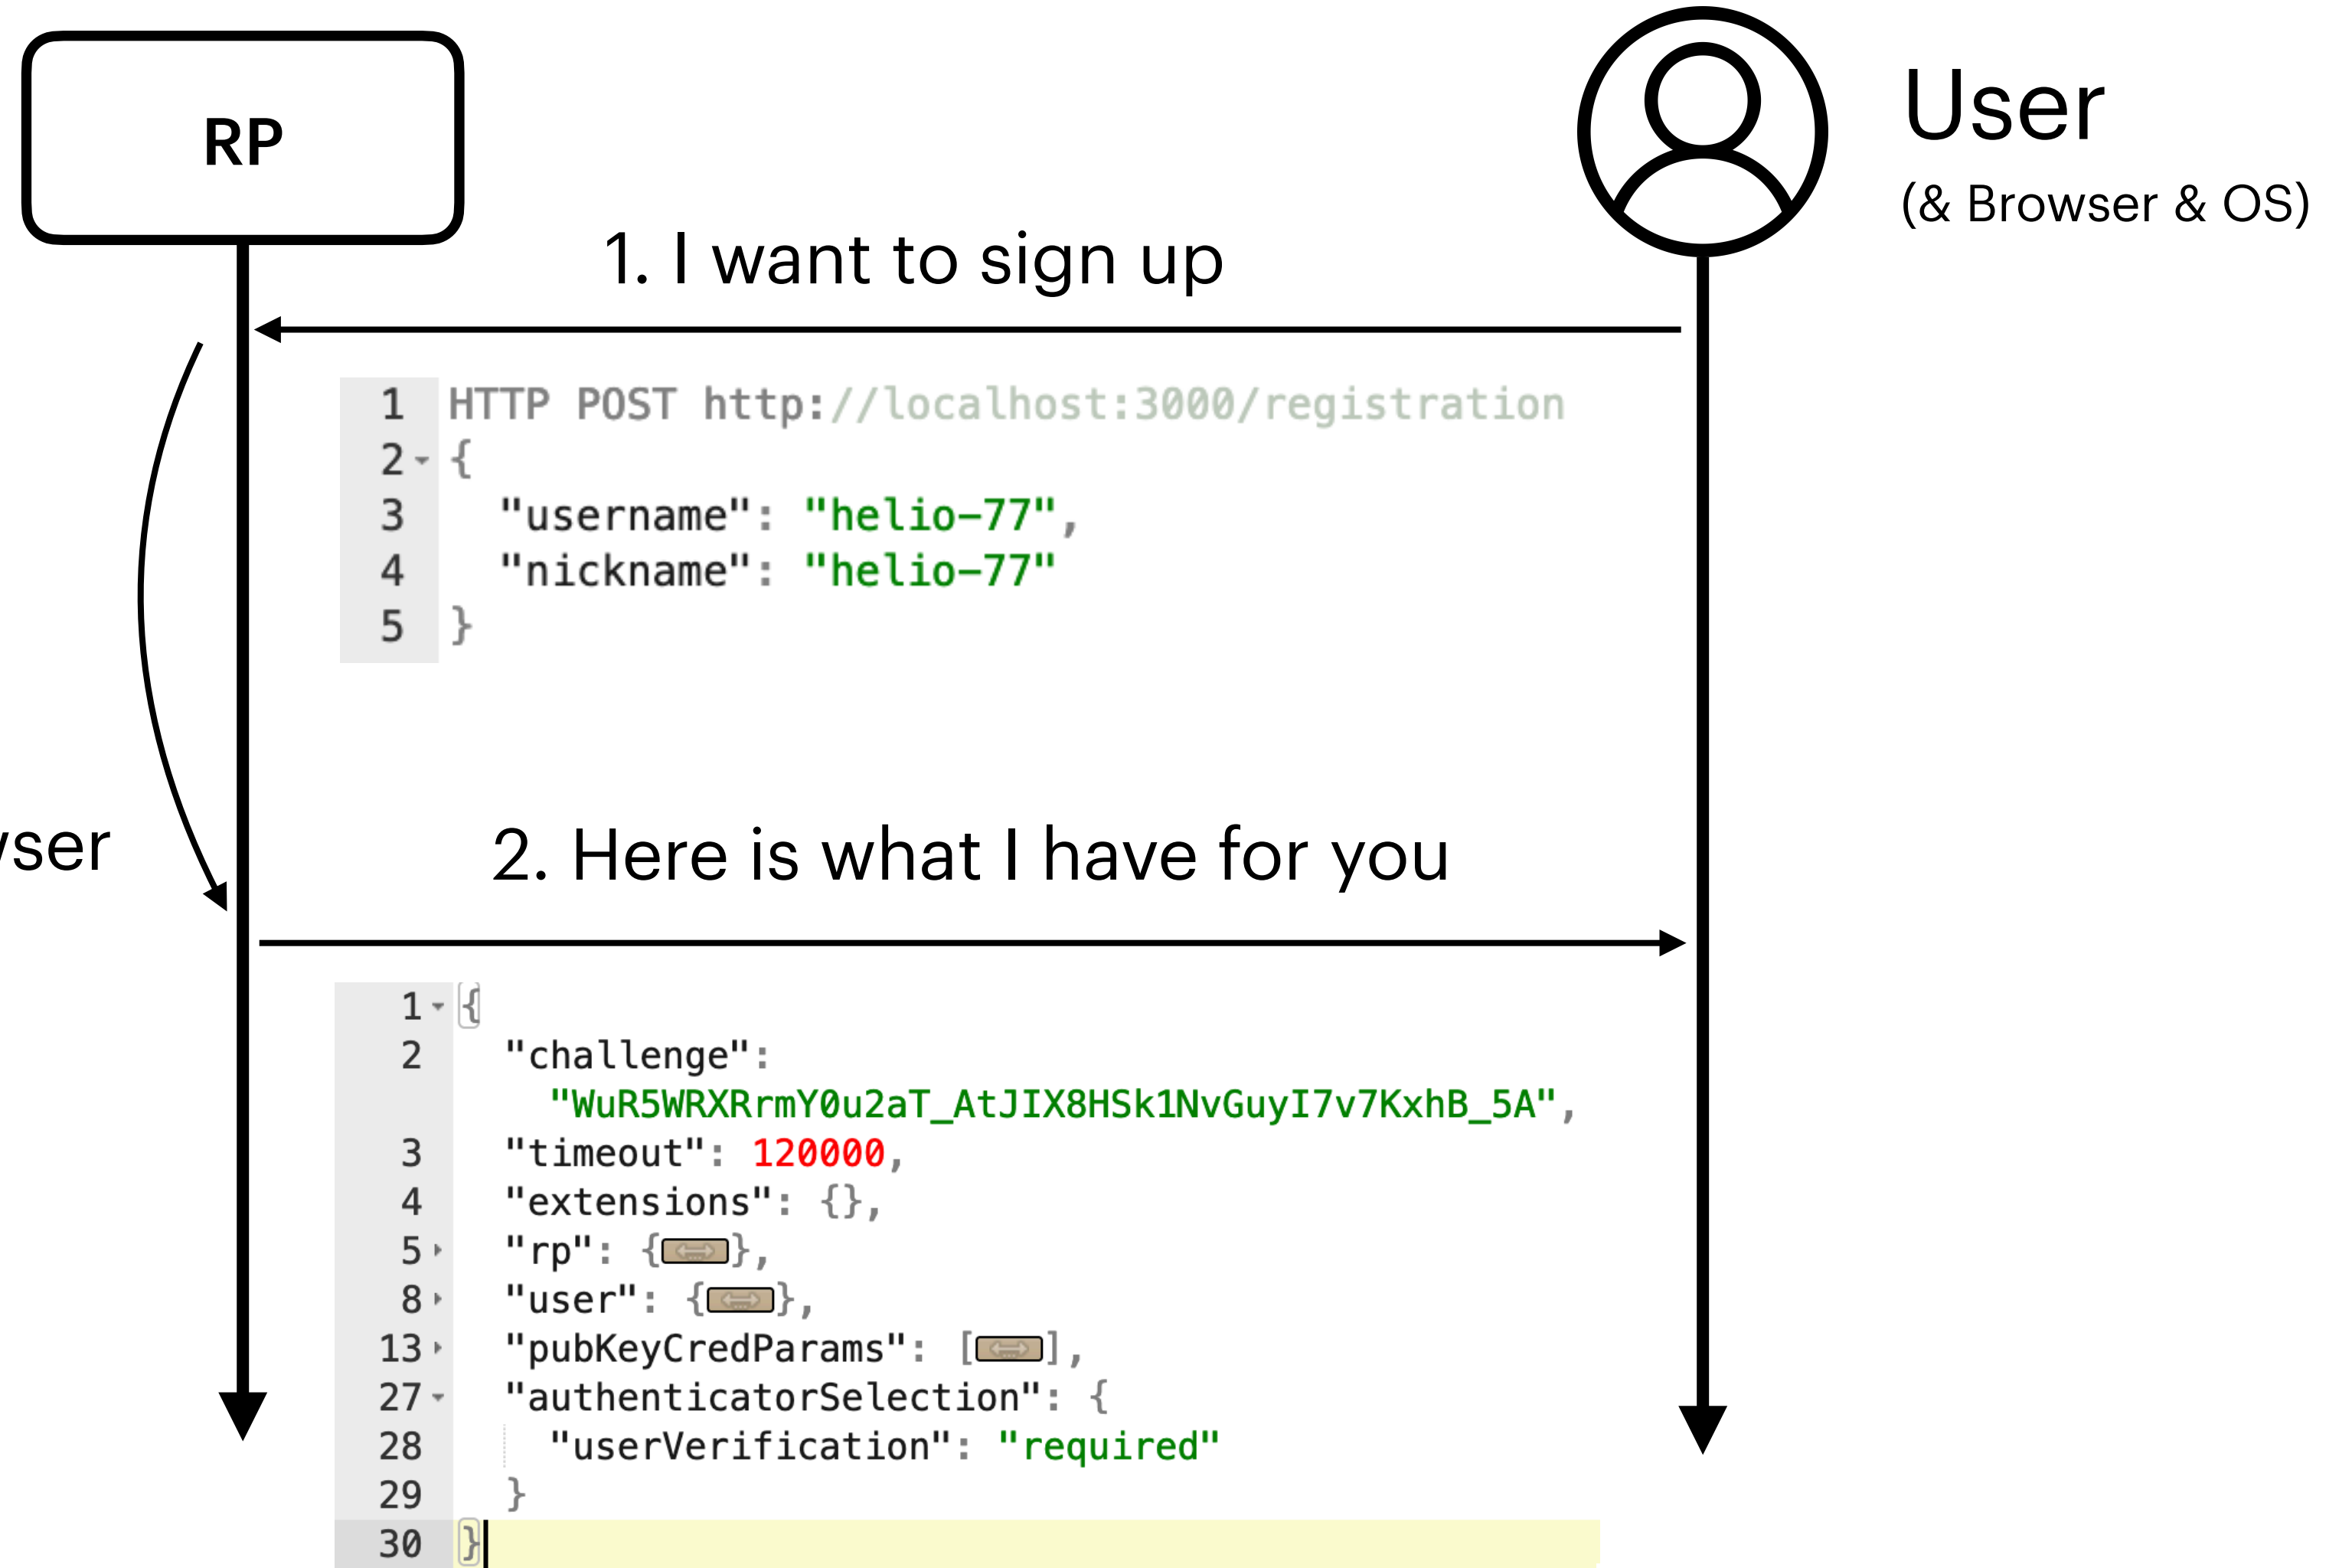 RP
User
(& Browser & OS)
1. I want to sign up
1 HTTP POST http://localhost:3000/registration
2 {
3 "username": "helio-77",
4 "nickname": "helio-77"
5 }
2. Here is what I have for you
1 {
2 "challenge":
"WuR5WRXRrmY0u2aT_AtJIX8HSk1NvGuyI7v7KxhB_5A",
3 "timeout": 120000,
4 "extensions": {},
5 "rp": {},
8 "user": {},
13 "pubKeyCredParams": [],
27 "authenticatorSelection": {
28 "userVerification": "required"
29 }
30 }